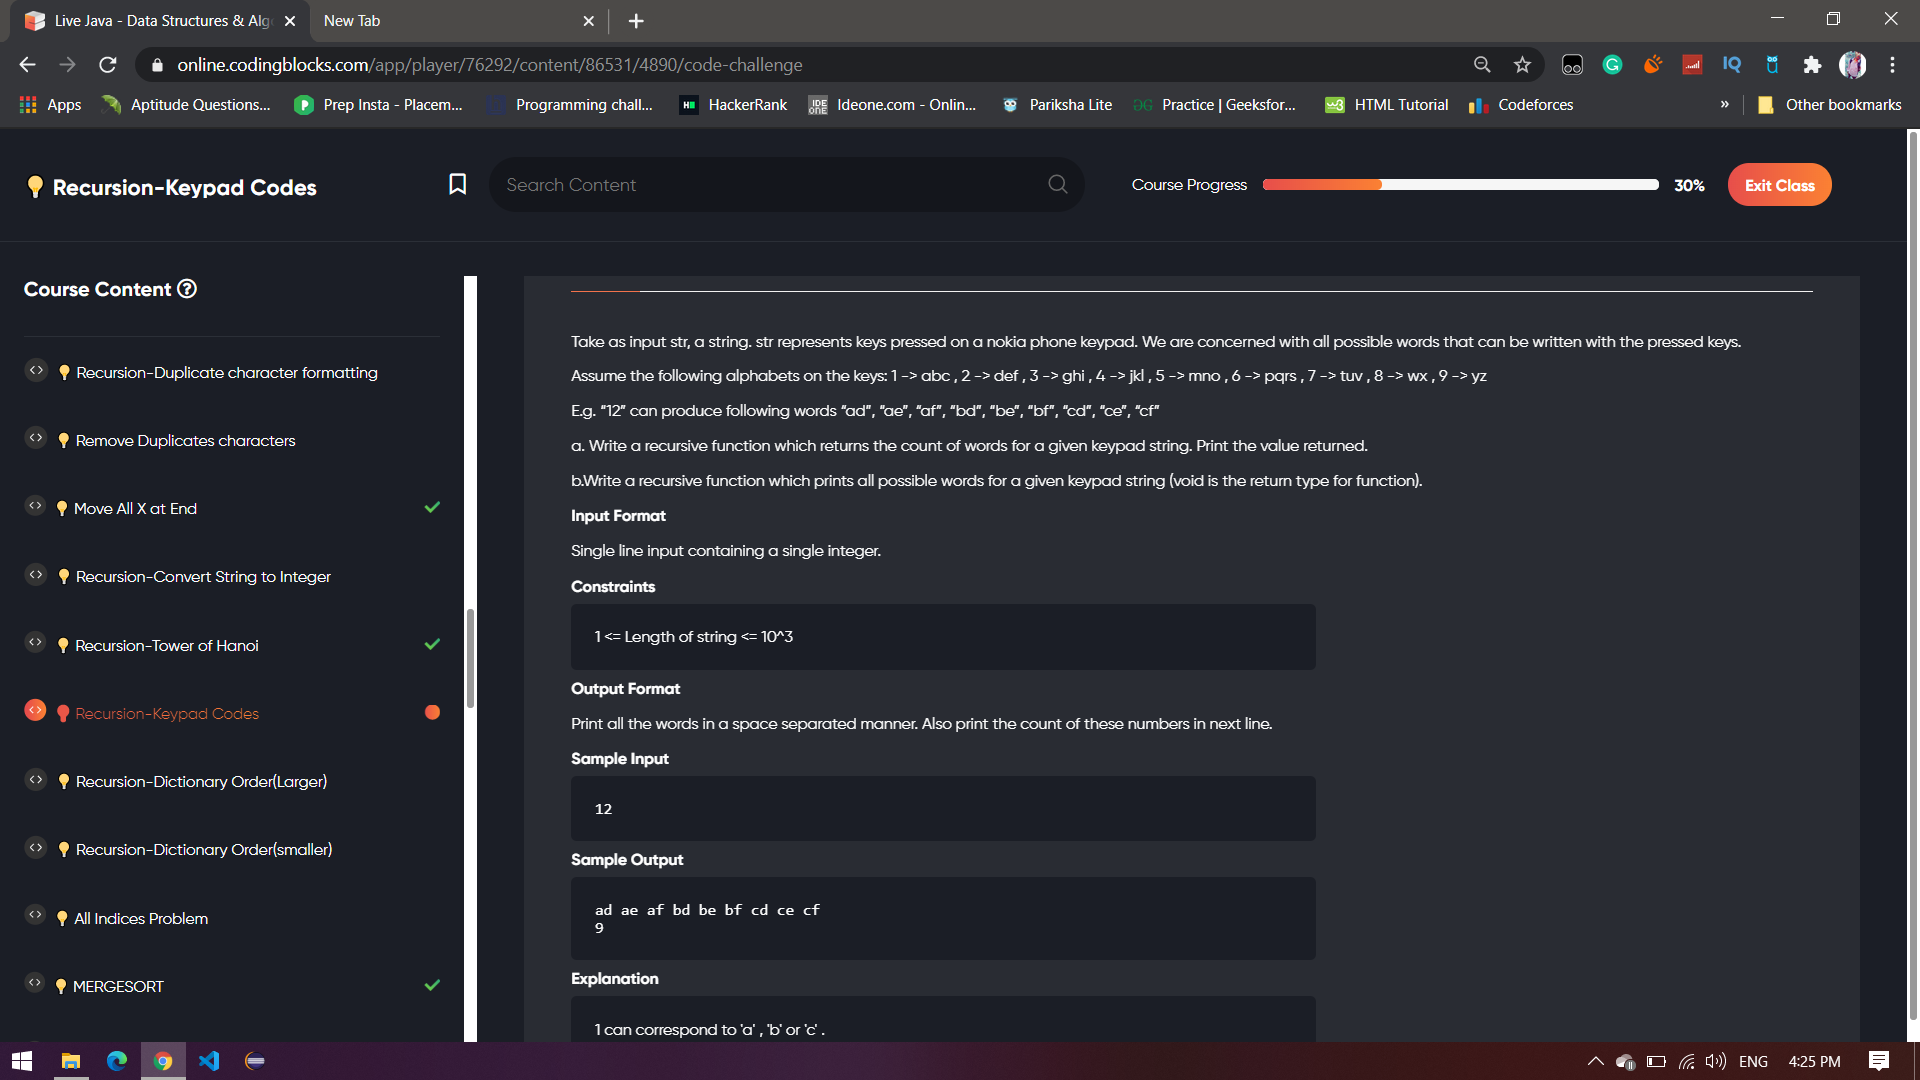 Live Java - Data Structures & Alg
New Tab
online.codingblocks.com/app/player/76292/content/86531/4890/code-challenge
IQ
Apps
Aptitude Questions...
Prep Insta - Placem...
Programming chall...
HackerRank
IDE ONE
Ideone.com - Onlin...
Pariksha Lite
Practice | Geeksfor...
HTML Tutorial
Codeforces
»
Other bookmarks
Recursion-Keypad Codes
Search Content
Course Progress
30%
Exit Class
Course Content
Recursion-Duplicate character formatting
Remove Duplicates characters
Move All X at End
Recursion-Convert String to Integer
Recursion-Tower of Hanoi
Recursion-Keypad Codes
Recursion-Dictionary Order(Larger)
Recursion-Dictionary Order(smaller)
All Indices Problem
MERGESORT
Take as input str, a string. str represents keys pressed on a nokia phone keypad. We are concerned with all possible words that can be written with the pressed keys.
Assume the following alphabets on the keys: 1 -> abc , 2 -> def , 3 -> ghi , 4 -> jkl , 5 -> mno , 6 -> pqrs , 7 -> tuv , 8 -> wx , 9 -> yz
E.g. “12” can produce following words “ad”, “ae”, “af”, “bd”, “be”, “bf”, “cd”, “ce”, “cf”
a. Write a recursive function which returns the count of words for a given keypad string. Print the value returned.
b.Write a recursive function which prints all possible words for a given keypad string (void is the return type for function).
Input Format
Single line input containing a single integer.
Constraints
1 <= Length of string <= 10^3
Output Format
Print all the words in a space separated manner. Also print the count of these numbers in next line.
Sample Input
12
Sample Output
ad ae af bd be bf cd ce cf
9
Explanation
1 can correspond to 'a' , 'b' or 'c' .
ENG
4:25 PM